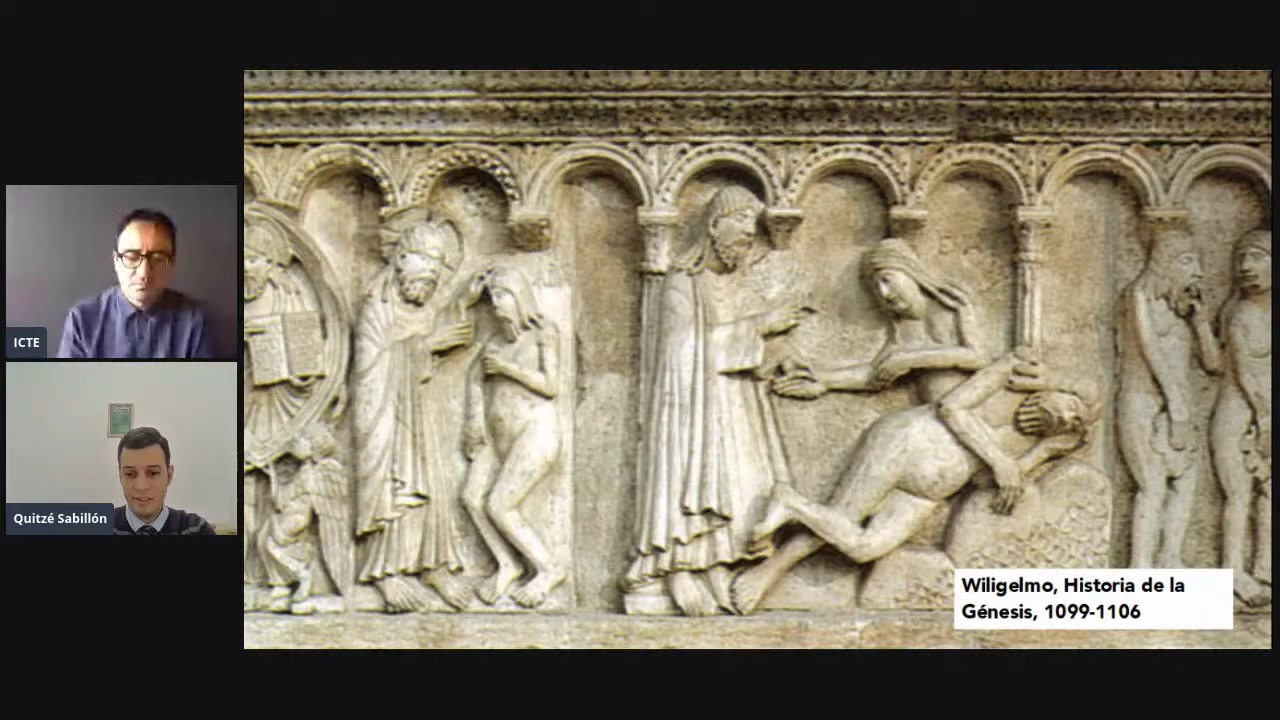 ICTE
Quitzé Sabillón
Wiligelmo, Historia de la
Génesis, 1099-1106